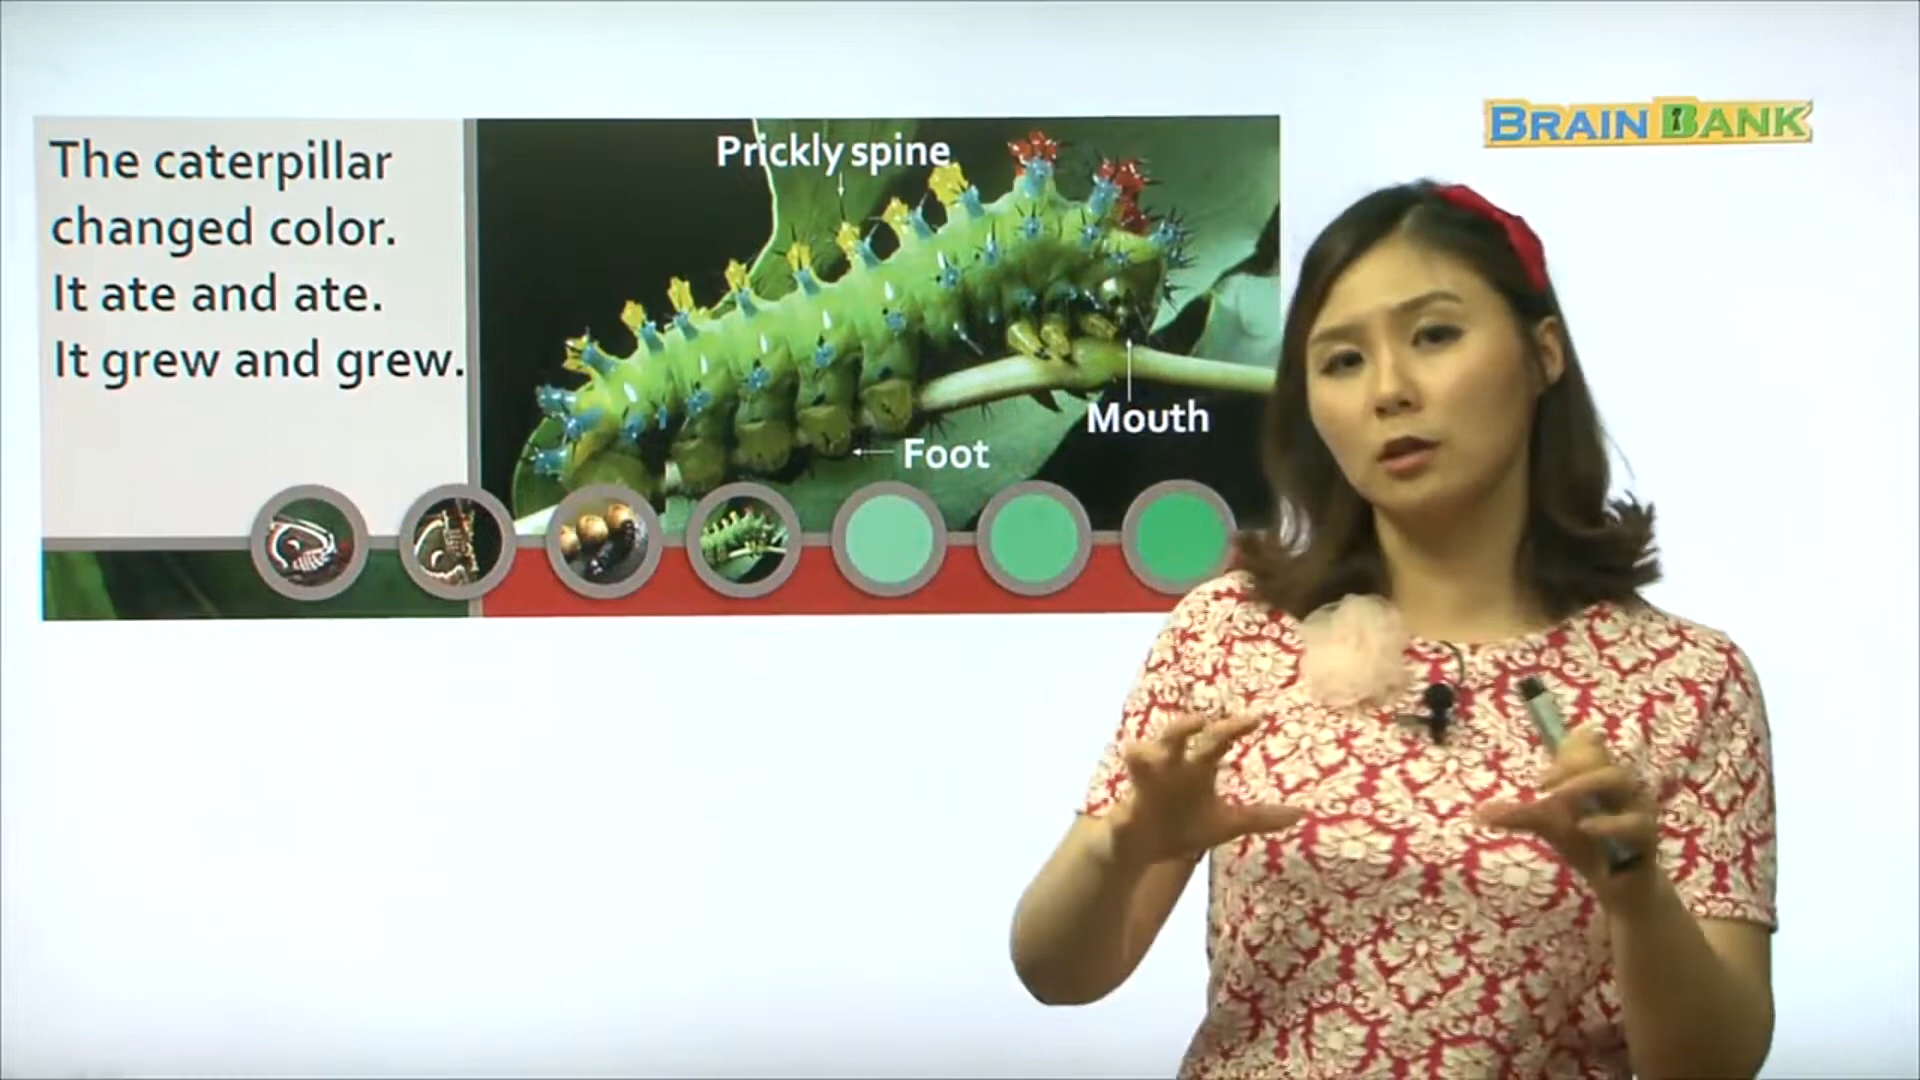 The caterpillar
changed color.
It ate and ate.
It grew and grew.
Prickly spine
Mouth
Foot
BRAIN BANK